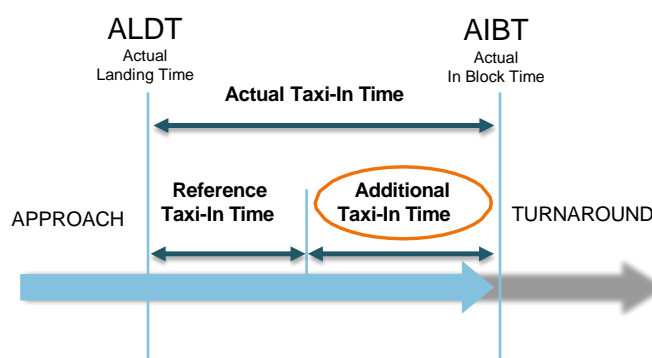 ALDT
Actual
Landing Time
AIBT
Actual
In Block Time
Actual Taxi-In Time
Reference
Taxi-In Time
Additional
Taxi-In Time
APPROACH
TURNAROUND